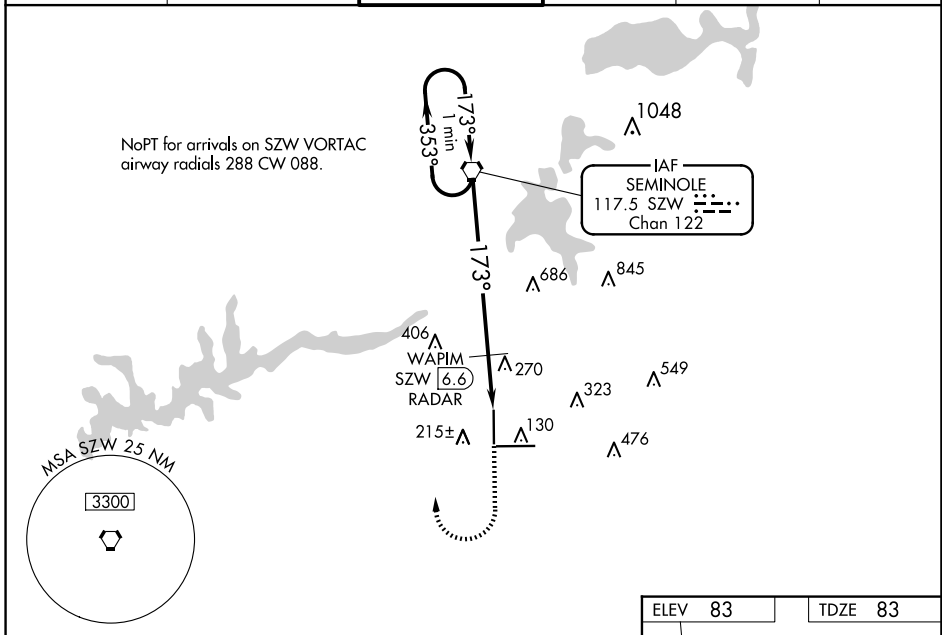 NoPT for arrivals on SZW VORTAC
airway radials 288 CW 088.
173°
1 min
353°
1048
IAF
SEMINOLE
117.5 SZW
Chan 122
173°
686
845
406
WAPIM
SZW 6.6
RADAR
270
323
549
215±
130
476
MSA SZW 25 NM
3300
ELEV 83
TDZE 83